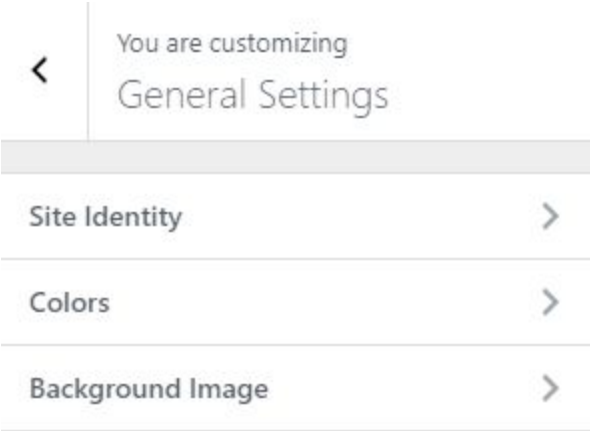 You are customizing
General Settings
Site Identity
Colors
Background Image